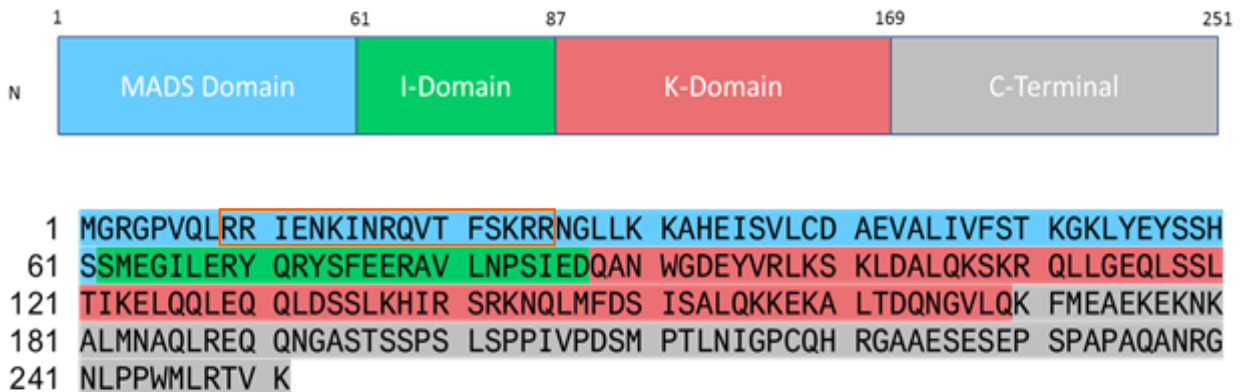 1 61 87 169 251
N MADS Domain I-Domain K-Domain C-Terminal
1 MGRGPVQLRR IENKINRQVT FSKRRNGLLK KAHEISVLCD AEVALIVFST KGKLYEYSSH
61 SSMEGILERY QRYSFEERAV LNPSIEDQAN WGDEYVRLKS KLDALQKSKR QLLGEQLSSL
121 TIKELQQLEQ QLDSSLKHIR SRKNQLMFDS ISALQKKEKA LTDQNGVLQK FMEAEKEKNK
181 ALMNAQLREQ QNGASTSSPS LSPPIVPDSM PTLNIGPCQH RGAAESESEP SPAPAQANRG
241 NLPPWMLRTV K